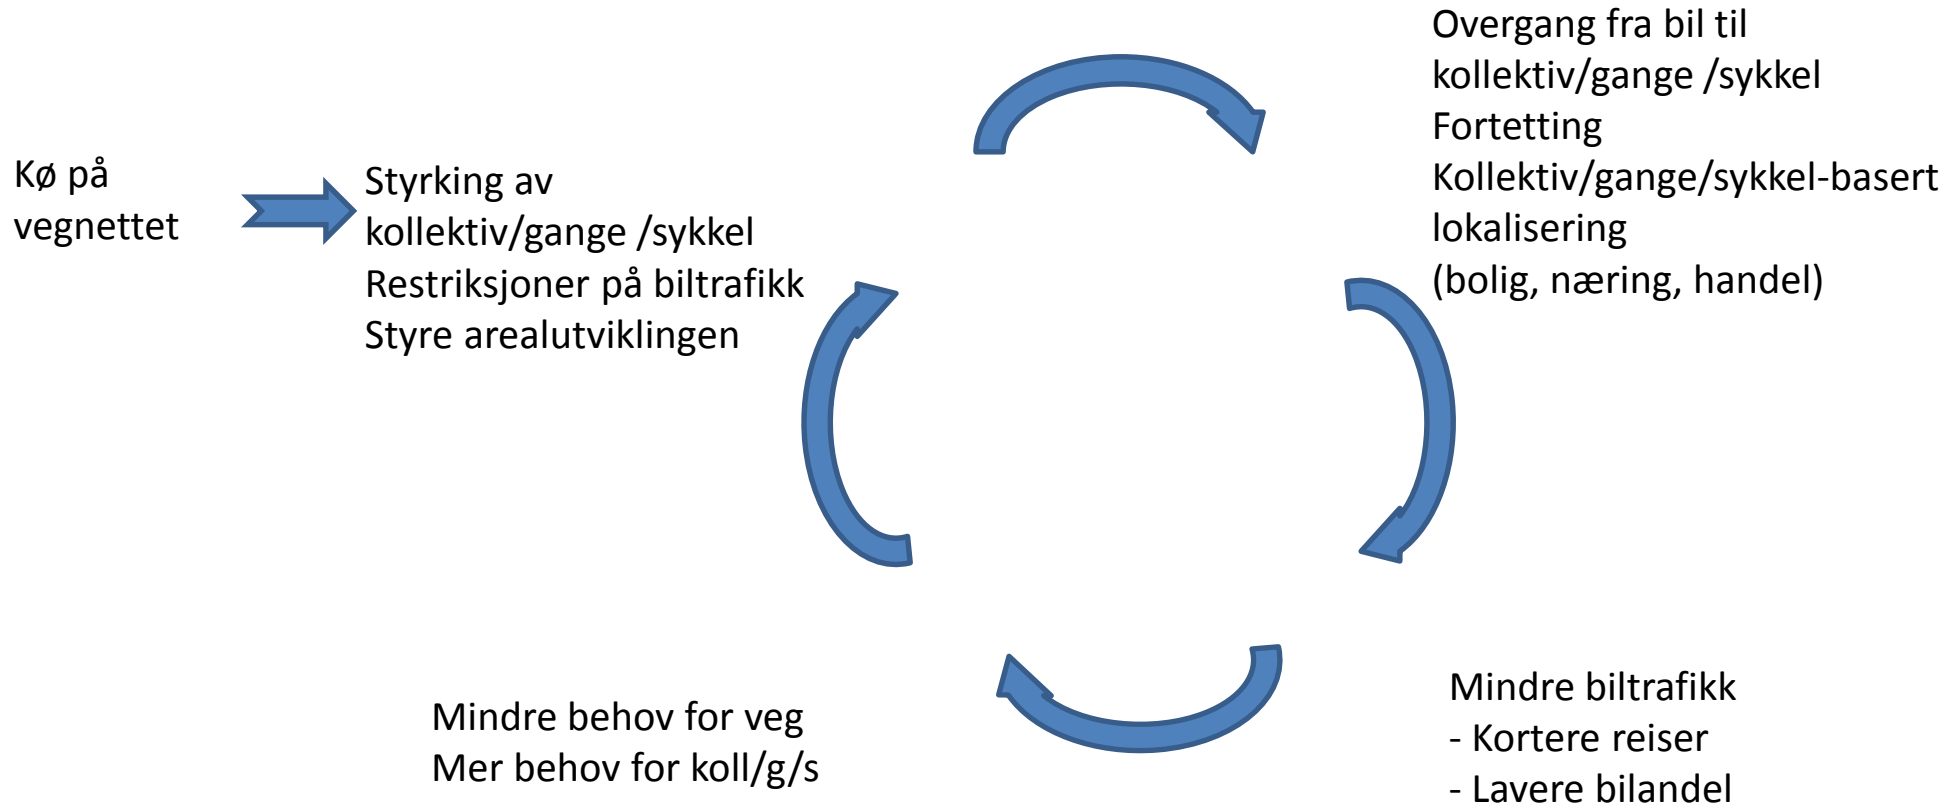 Kø på
vegnettet
Styrking av
kollektiv/gange /sykkel
Restriksjoner på biltrafikk
Styre arealutviklingen
Overgang fra bil til
kollektiv/gange /sykkel
Fortetting
Kollektiv/gange/sykkel-basert
lokalisering
(bolig, næring, handel)
Mindre biltrafikk
- Kortere reiser
- Lavere bilandel
Mindre behov for veg
Mer behov for koll/g/s